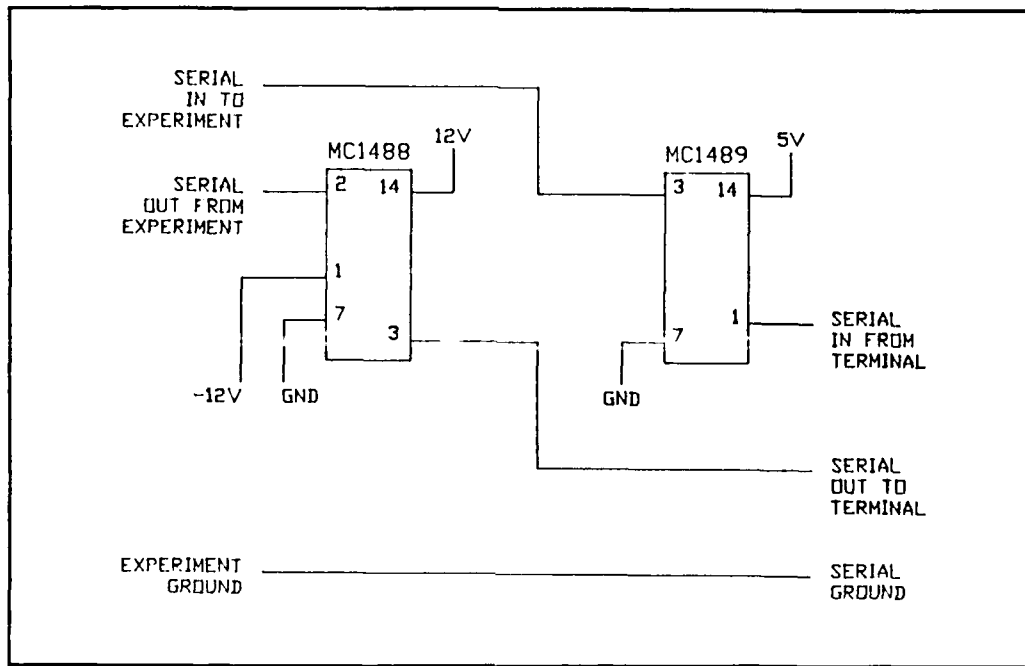 SERIAL
IN TO
EXPERIMENT
MC1488
12V
MC1489
5V
2
14
3
14
SERIAL
OUT FROM
EXPERIMENT
1
7
3
7
1
SERIAL
IN FROM
TERMINAL
-12V
GND
GND
SERIAL
OUT TO
TERMINAL
EXPERIMENT
GROUND
SERIAL
GROUND